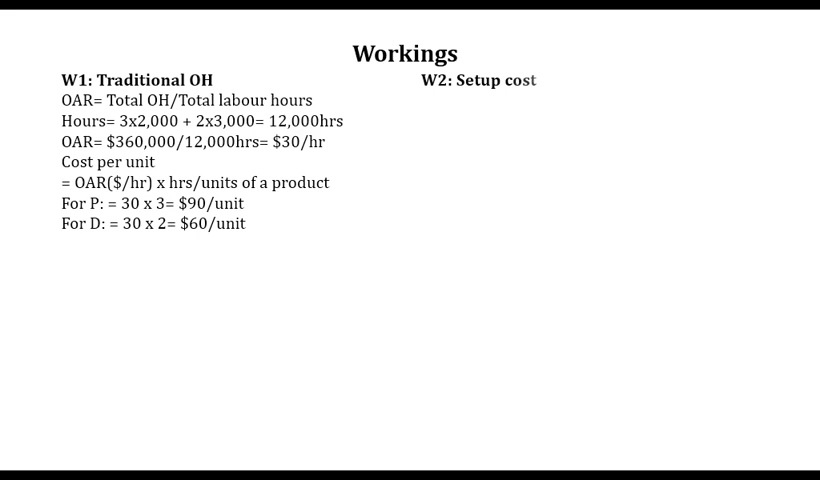 Workings
W1: Traditional OH
OAR= Total OH/Total labour hours
Hours= 3x2,000 + 2x3,000= 12,000hrs
OAR= $360,000/12,000hrs= $30/hr
Cost per unit
= OAR($/hr) x hrs/units of a product
For P: = 30 x 3= $90/unit
For D: = 30 x 2= $60/unit
W2: Setup cost